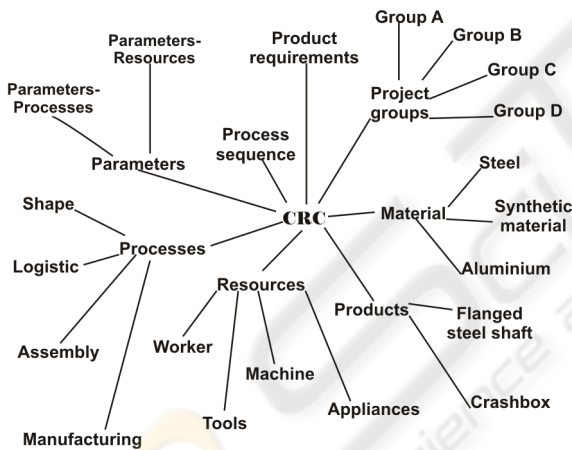 Group A
Parameters-
Resources
Product
requirements
Group B
Group C
Parameters-
Processes
Project
groups
Group D
Process
sequence
Parameters
Steel
Shape
CRC
Material
Synthetic
material
Processes
Logistic
Aluminium
Resources
Products
Flanged
steel shaft
Worker
Assembly
Machine
Appliances
Crashbox
Tools
Manufacturing